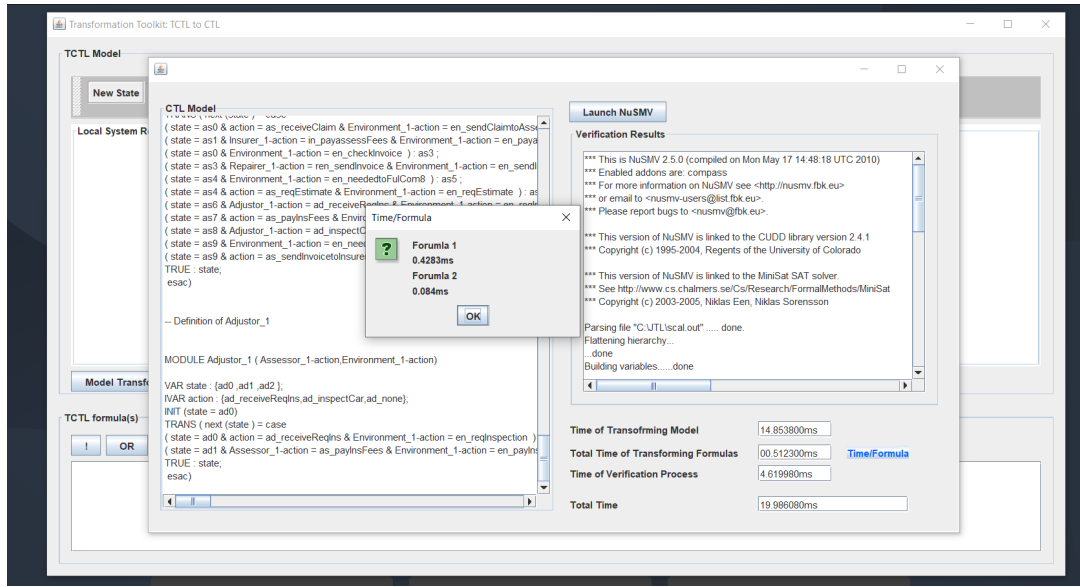 Transformation Toolkit: TCTL to CTL
TCTL Model
New State
Local System R
Model Transf
TCTL formula(s)
!
OR
CTL Model
( state = as0 & action = as_receiveClaim & Environment_1-action = en_sendClaimtoAss
( state = as1 & Insurer_1-action = in_payassessFees & Environment_1-action = en_paya
( state = as0 & Environment_1-action = en_checkInvoice ) : as3 ;
( state = as3 & Repairer_1-action = ren_sendInvoice & Environment_1-action = en_sendI
( state = as4 & Environment_1-action = en_neededtoFulCom8 ) : as5 ;
( state = as4 & action = as_reqEstimate & Environment_1-action = en_reqEstimate ) : as
( state = as6 & Adjustor_1-action = ad_receiveReqIns & Environment_1-action = en_reqI
( state = as7 & action = as_payInsFees & Enviro
( state = as8 & Adjustor_1-action = ad_inspectC
( state = as9 & Environment_1-action = en_nee
( state = as9 & action = as_sendInvoicetoInsure
TRUE : state;
esac)
-- Definition of Adjustor_1
MODULE Adjustor_1 ( Assessor_1-action,Environment_1-action)
VAR state : {ad0 ,ad1 ,ad2 };
IVAR action : {ad_receiveReqIns,ad_inspectCar,ad_none};
INIT (state = ad0)
TRANS ( next (state ) = case
( state = ad0 & action = ad_receiveReqIns & Environment_1-action = en_reqInspection )
( state = ad1 & Assessor_1-action = as_payInsFees & Environment_1-action = en_payIn
TRUE : state;
esac)
Time/Formula
Forumla 1
0.4283ms
Forumla 2
0.084ms
OK
Launch NuSMV
Verification Results
*** This is NuSMV 2.5.0 (compiled on Mon May 17 14:48:18 UTC 2010)
*** Enabled addons are: compass
*** For more information on NuSMV see <http://nusmv.fbk.eu>
*** or email to <nusmv-users@list.fbk.eu>.
*** Please report bugs to <nusmv@fbk.eu>.
*** This version of NuSMV is linked to the CUDD library version 2.4.1
*** Copyright (c) 1995-2004, Regents of the University of Colorado
*** This version of NuSMV is linked to the MiniSat SAT solver.
*** See http://www.cs.chalmers.se/Cs/Research/FormalMethods/MiniSat
*** Copyright (c) 2003-2005, Niklas Een, Niklas Sorensson
Parsing file "C:\JTL\scal.out" ..... done.
Flattening hierarchy...
...done
Building variables......done
Time of Transofrming Model 14.853800ms
Total Time of Transforming Formulas 00.512300ms Time/Formula
Time of Verification Process 4.619980ms
Total Time 19.986080ms